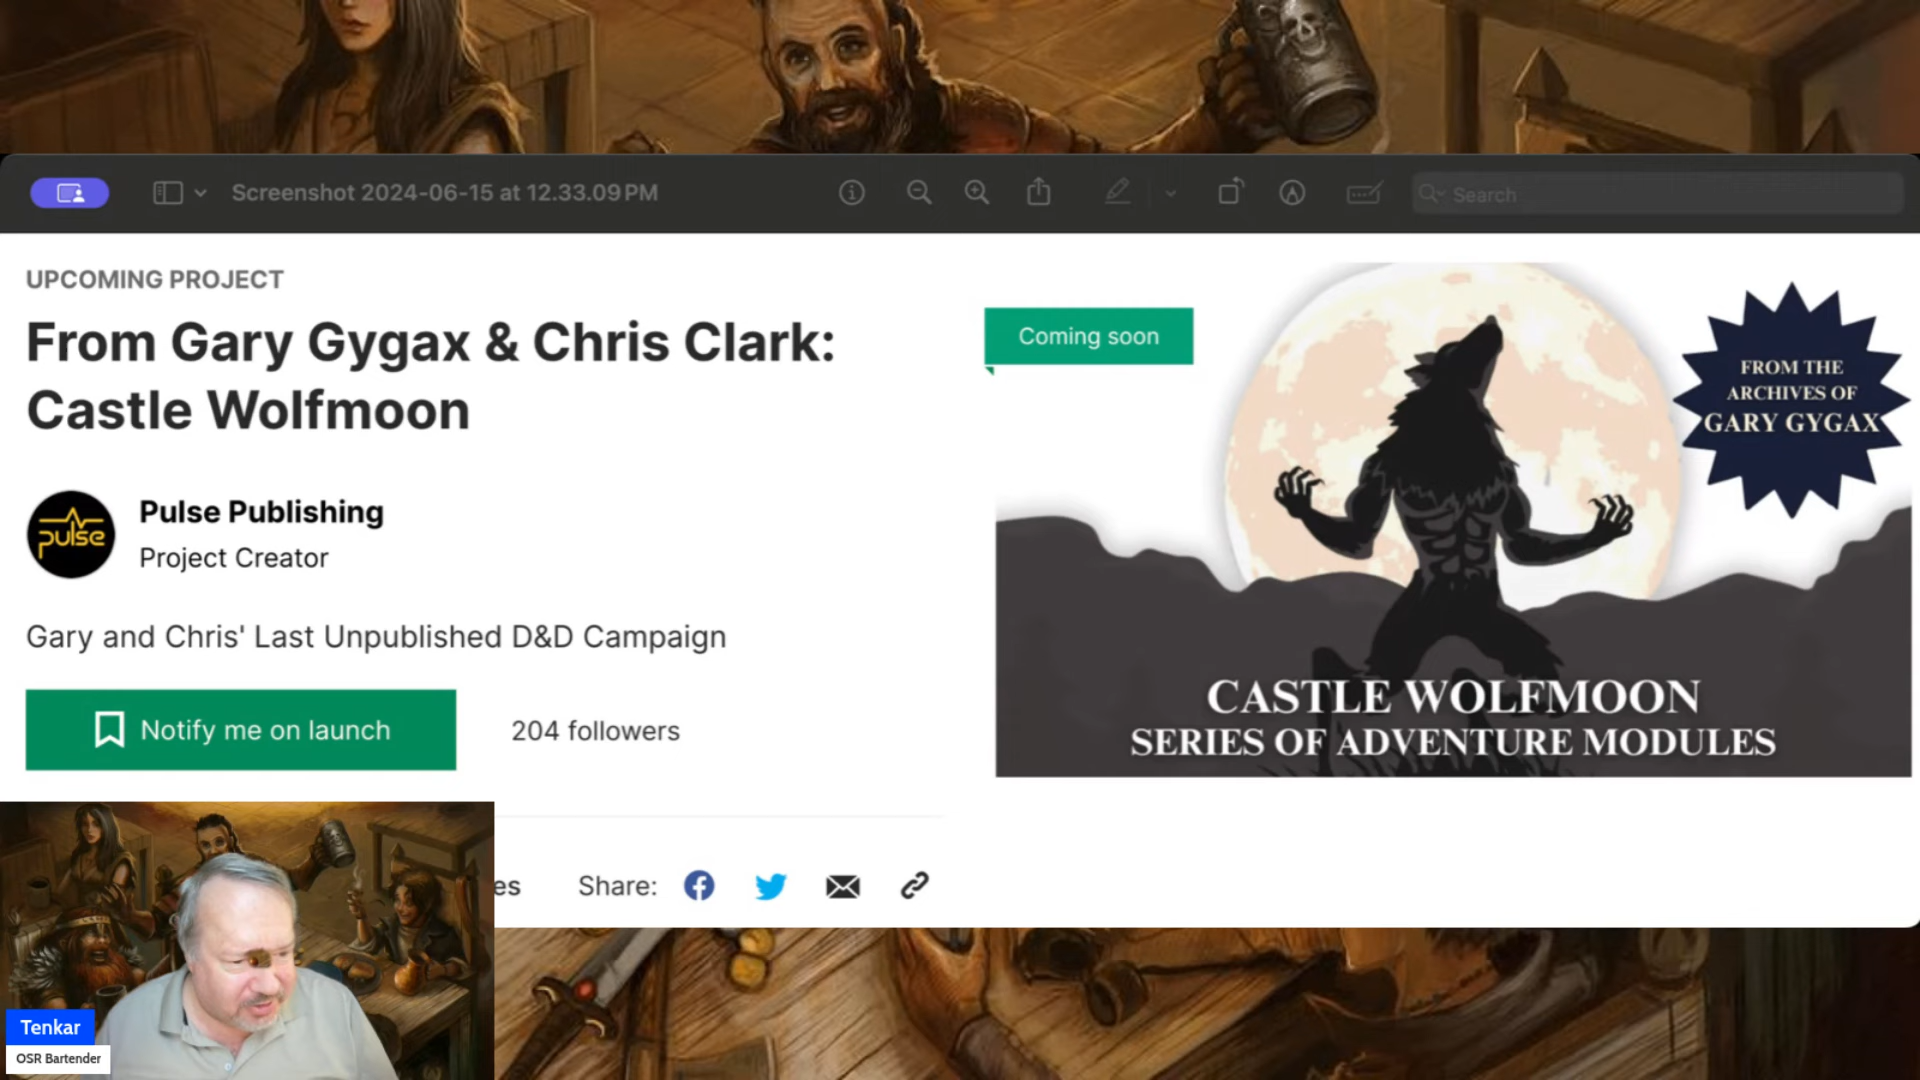 Screenshot 2024-06-15 at 12.33.09 PM
Search
UPCOMING PROJECT
From Gary Gygax & Chris Clark:
Castle Wolfmoon
pulse
Pulse Publishing
Project Creator
Gary and Chris' Last Unpublished D&D Campaign
Notify me on launch
204 followers
Coming soon
FROM THE
ARCHIVES OF
GARY GYGAX
CASTLE WOLFMOON
SERIES OF ADVENTURE MODULES
es
Share:
Tenkar
OSR Bartender